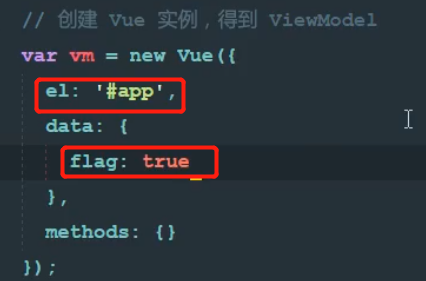 // 创建 Vue 实例，得到 ViewModel
var vm = new Vue({
el: '#app',
data: {
flag: true
},
methods: {}
});